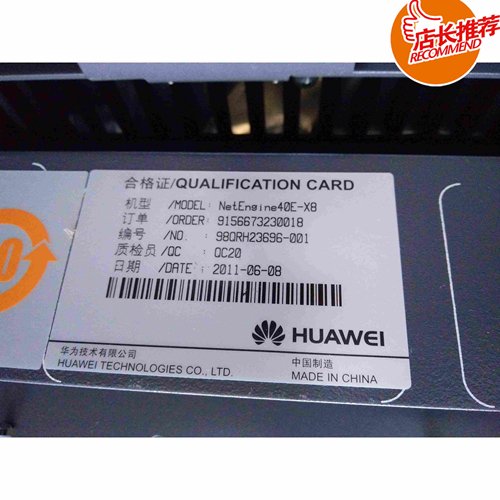 店长推荐
RECOMMEND
合格证/QUALIFICATION CARD
机型 /MODEL: NetEngine40E-X8
订单 /ORDER: 9156673230018
编号 /NO. : 98QRH23696-001
质检员/QC : QC20
日期 /DATE: 2011-06-08
HUAWEI
华为技术有限公司
HUAWEI TECHNOLOGIES CO., LTD.
中国制造
MADE IN CHINA